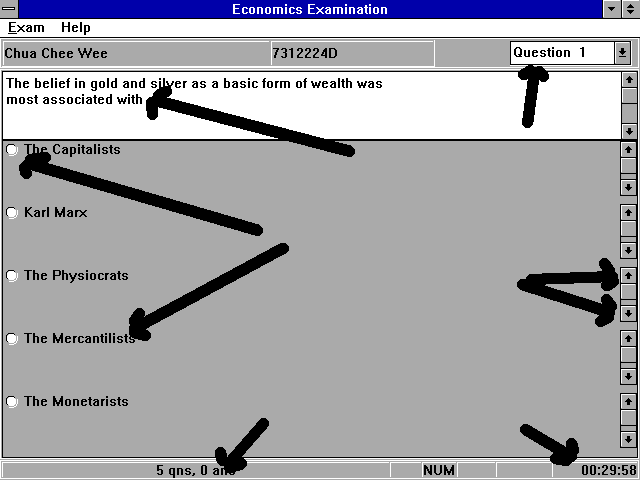 Economics Examination
Exam Help
Chua Chee Wee 7312224D Question 1
The belief in gold and silver as a basic form of wealth was
most associated with
The Capitalists
Karl Marx
The Physiocrats
The Mercantilists
The Monetarists
5 qns, 0 ans NUM 00:29:58